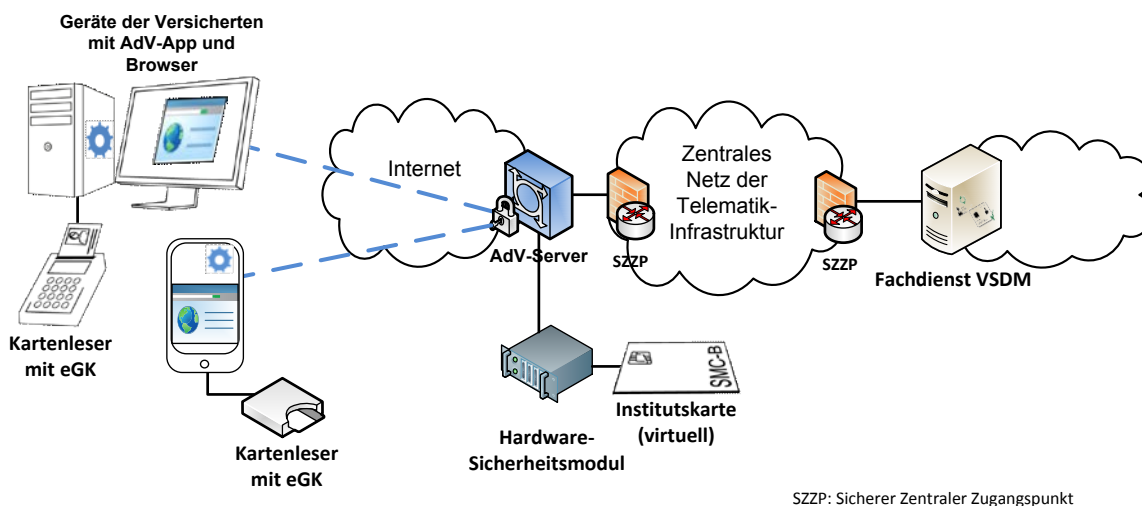 Geräte der Versicherten
mit AdV-App und
Browser
Internet
Zentrales
Netz der
Telematik-
Infrastruktur
AdV-Server
SZZP
SZZP
Fachdienst VSDM
Kartenleser
mit eGK
SMC-B
Institutskarte
(virtuell)
Hardware-
Sicherheitsmodul
Kartenleser
mit eGK
SZZP: Sicherer Zentraler Zugangspunkt